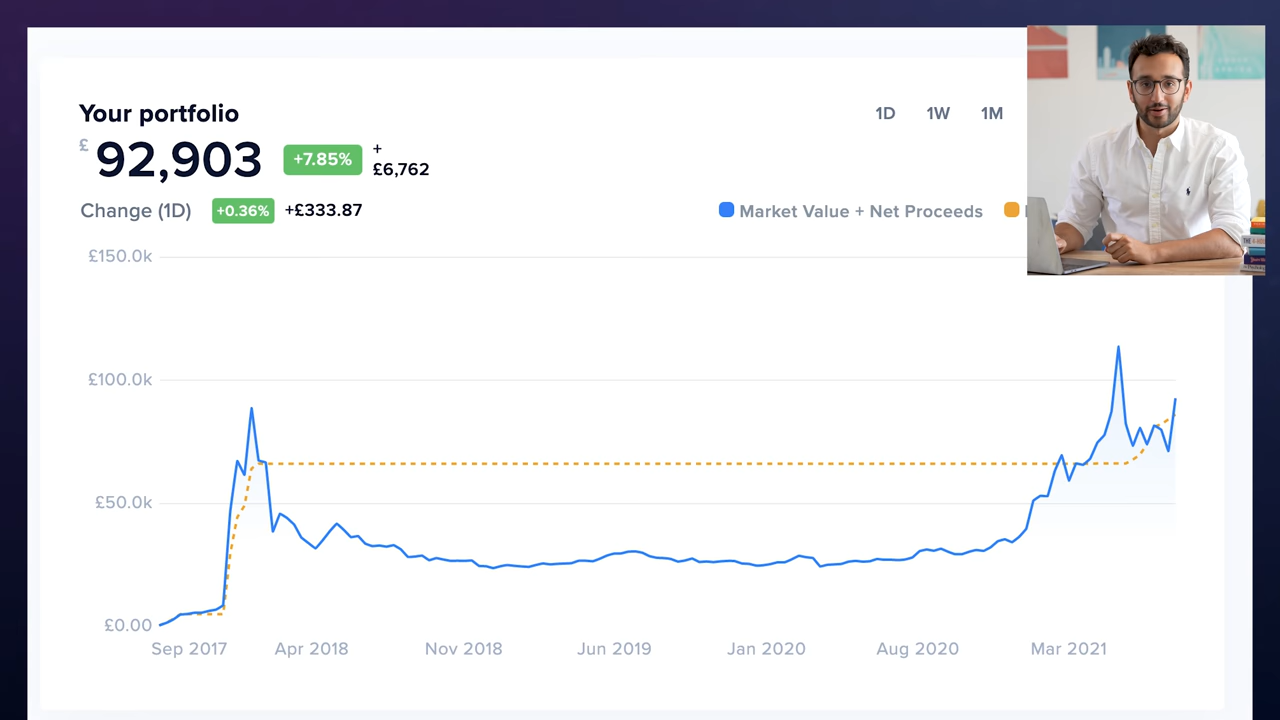 Your portfolio
1D 1W 1M
£ 92,903 +7.85% + £6,762
Change (1D) +0.36% +£333.87
Market Value + Net Proceeds
£150.0k
£100.0k
£50.0k
£0.00
Sep 2017 Apr 2018 Nov 2018 Jun 2019 Jan 2020 Aug 2020 Mar 2021